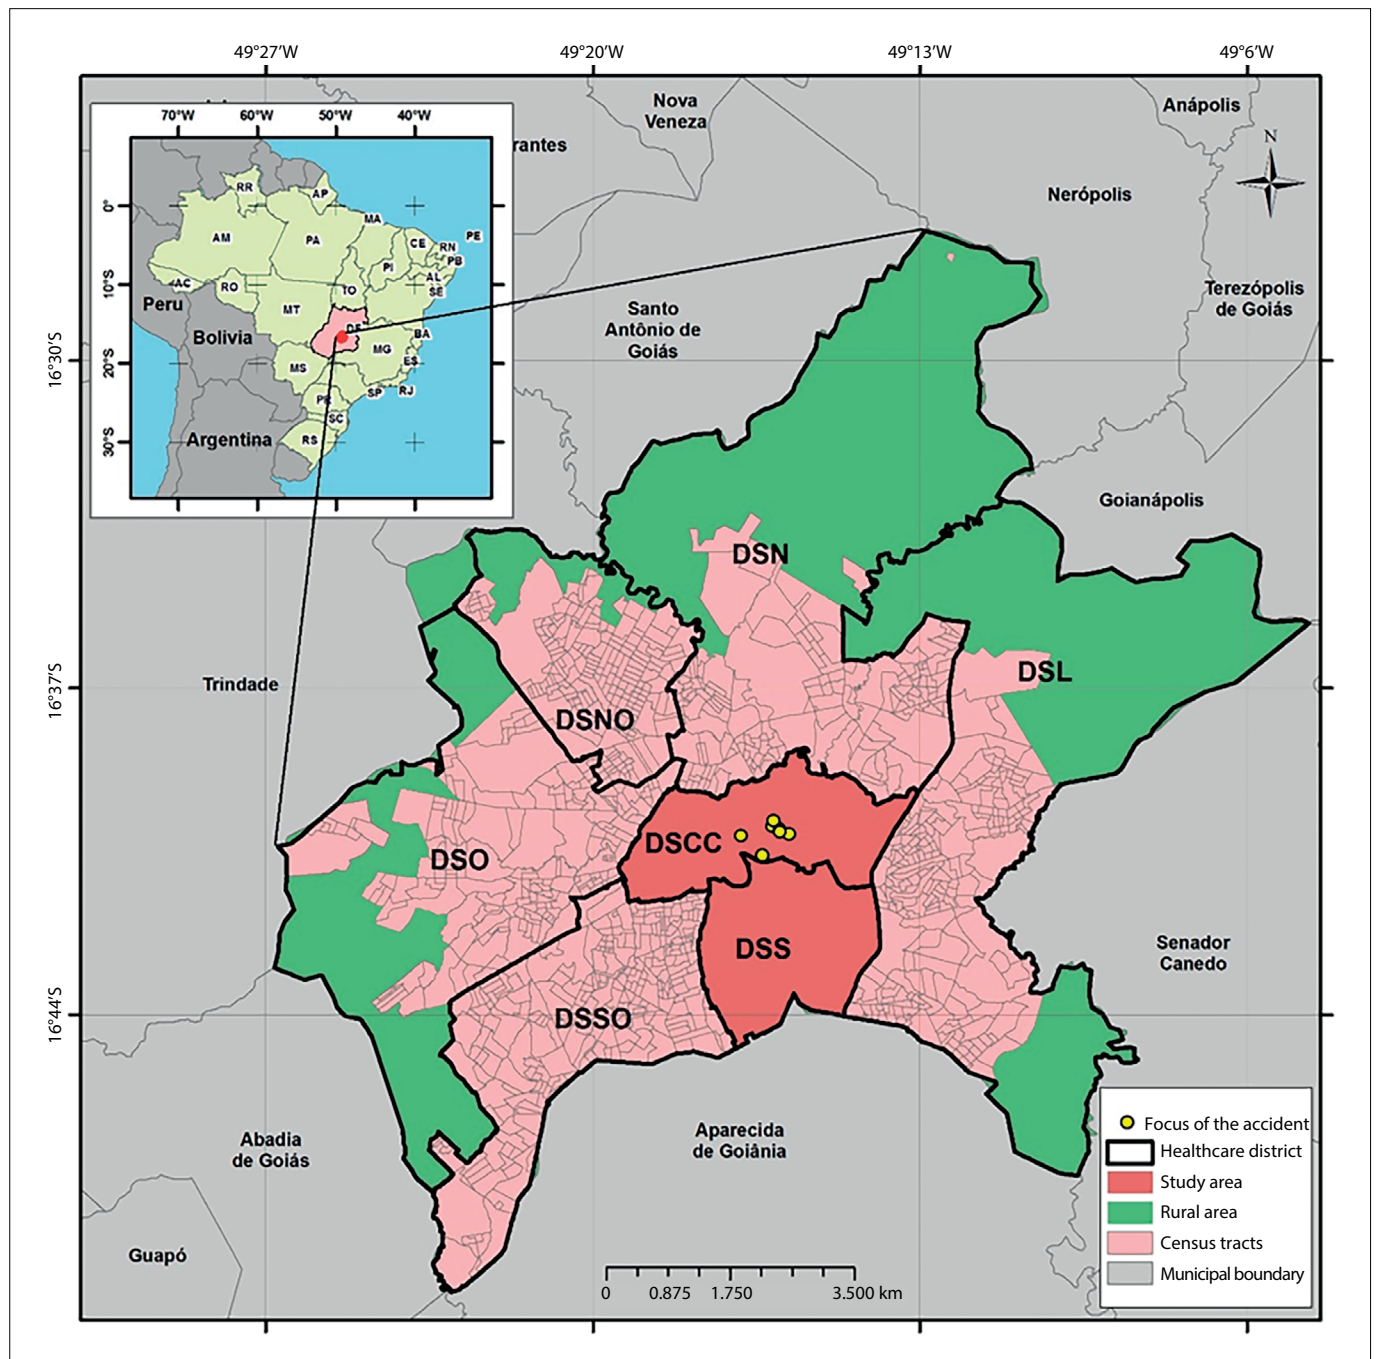 49°27'W
49°20'W
49°13'W
49°6'W
70°W
60°W
50°W
40°W
0°
10°S
20°S
30°S
RR
AP
AM
PA
MA
CE
RN
PE
PB
PI
AL
SE
AC
RO
TO
MT
BA
DF
MG
ES
MS
SP
RJ
PR
SC
RS
Peru
Bolivia
Argentina
rantes
Nova
Veneza
Anápolis
N
Nerópolis
Santo
Antônio de
Goiás
Terezópolis
de Goiás
Goianápolis
16°30'S
16°37'S
16°44'S
Trindade
DSN
DSL
DSNO
DSCC
DSO
DSS
DSSO
Senador
Canedo
Abadia
de Goiás
Aparecida
de Goiânia
Guapó
0
0.875
1.750
3.500 km
Focus of the accident
Healthcare district
Study area
Rural area
Census tracts
Municipal boundary